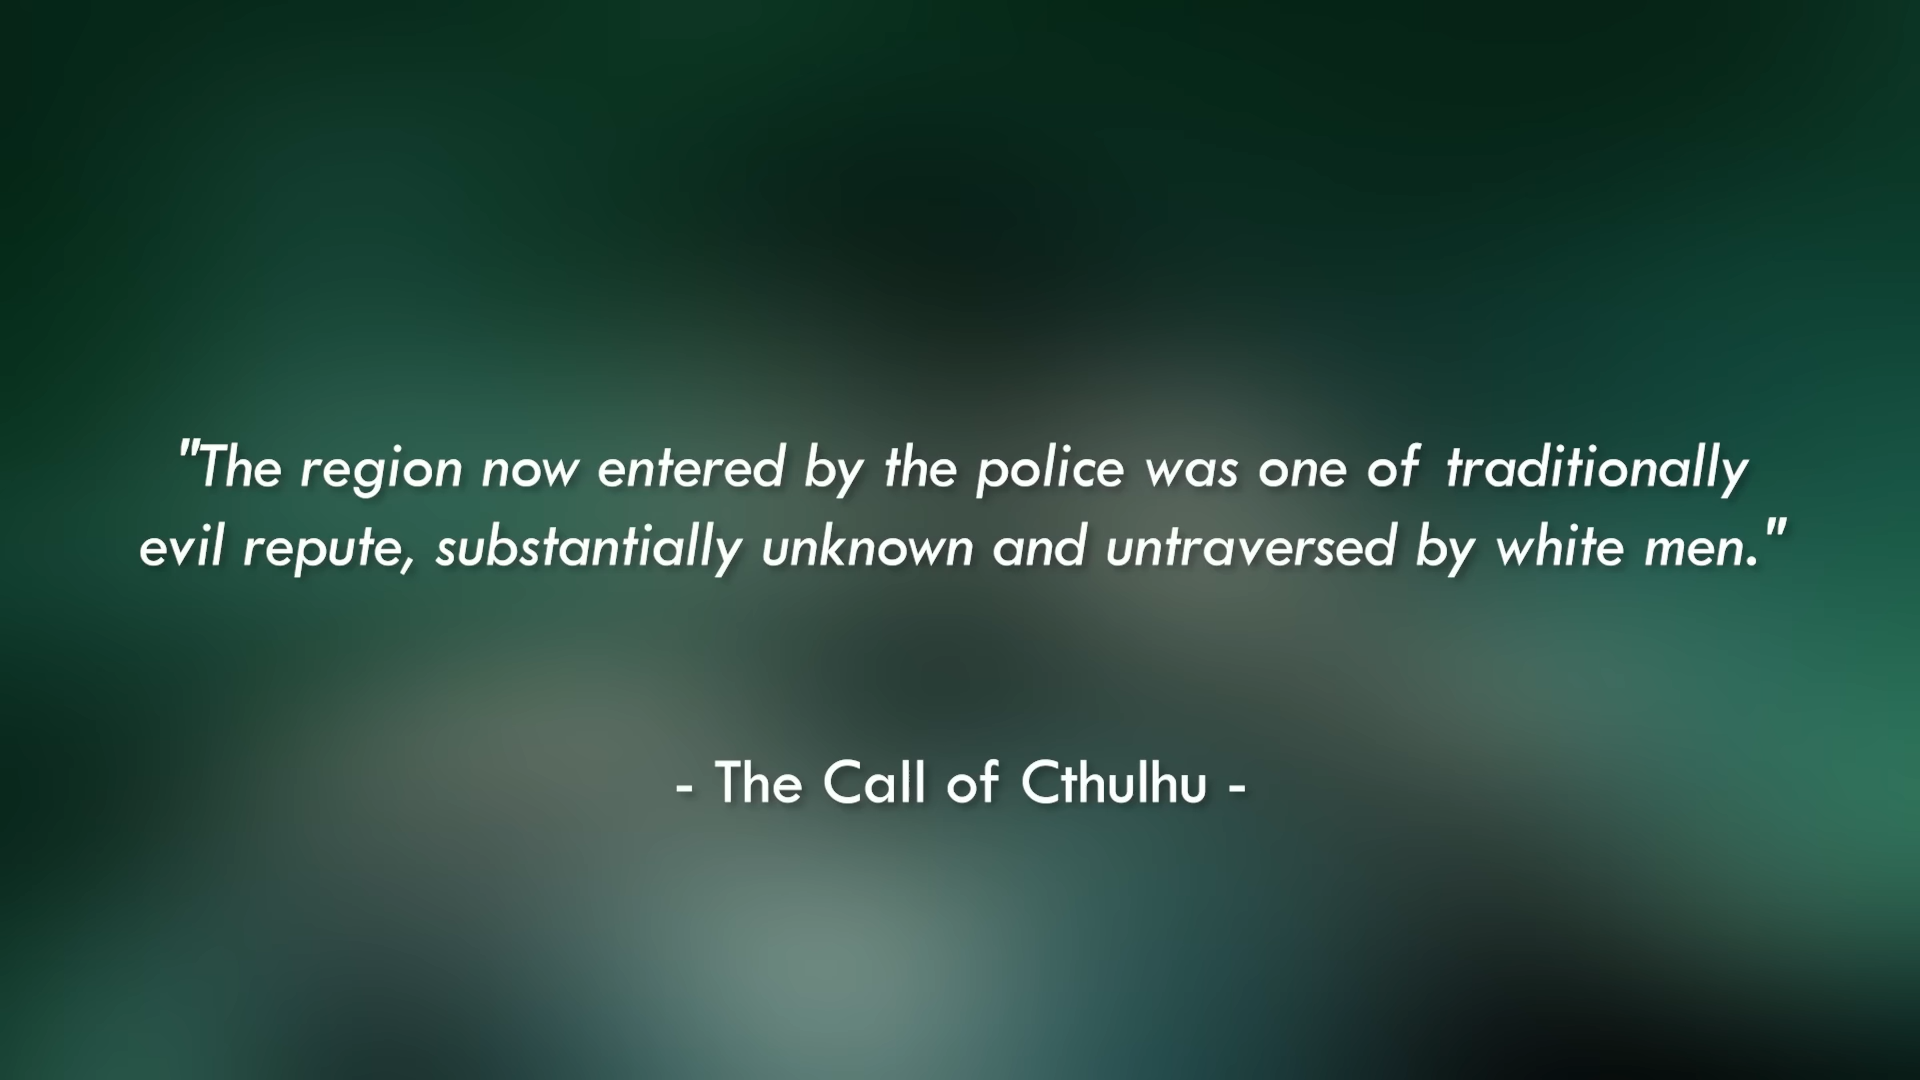 "The region now entered by the police was one of traditionally
evil repute, substantially unknown and untraversed by white men."
- The Call of Cthulhu -